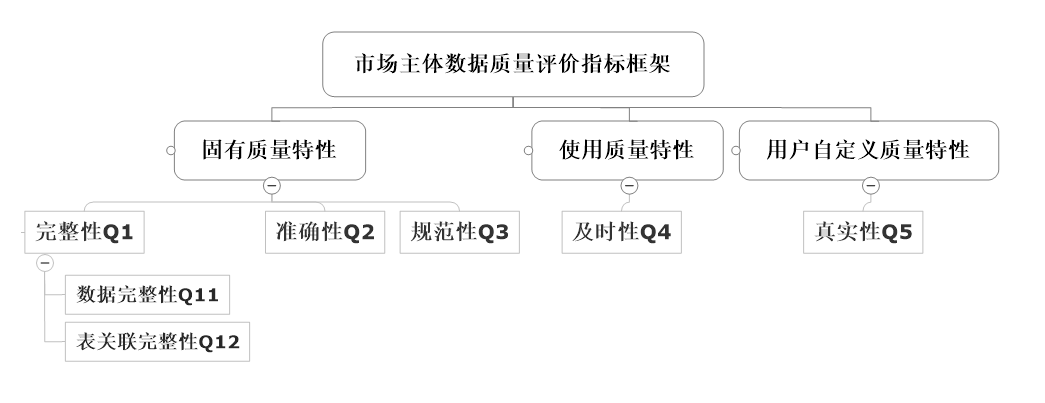 市场主体数据质量评价指标框架
固有质量特性
使用质量特性
用户自定义质量特性
完整性Q1
准确性Q2
规范性Q3
及时性Q4
真实性Q5
数据完整性Q11
表关联完整性Q12